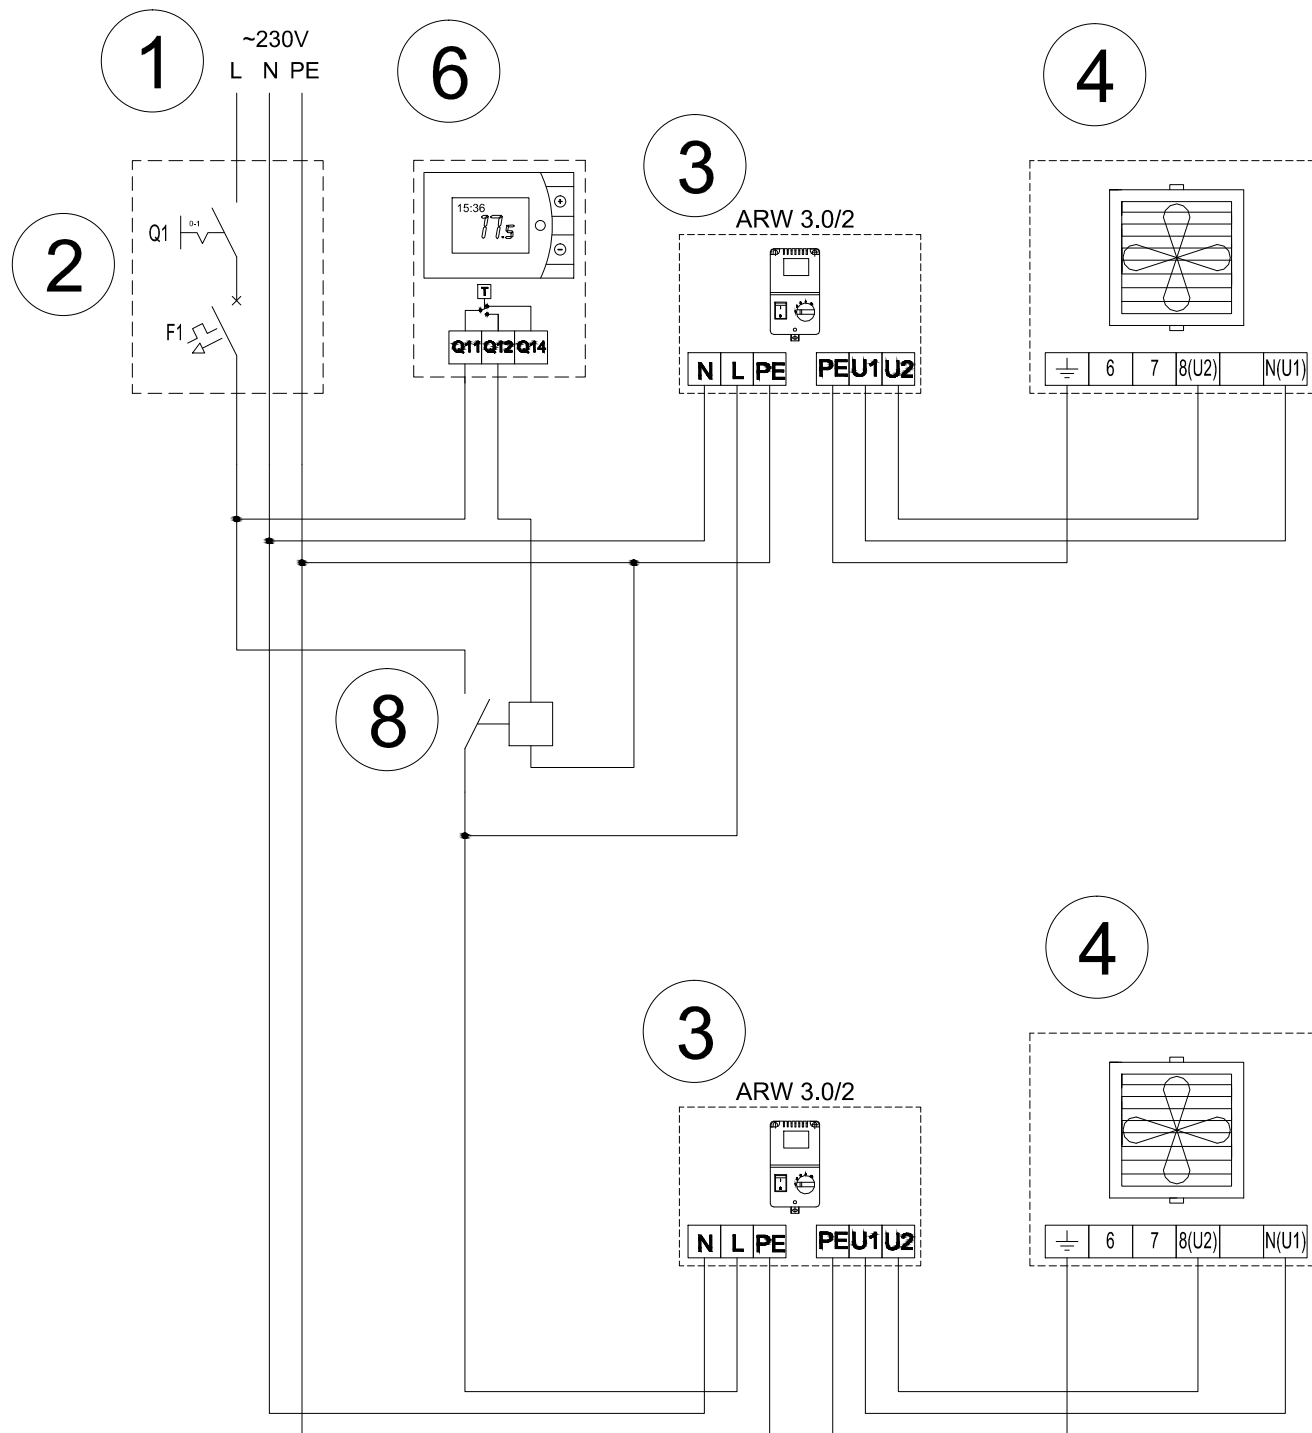 1
~230V
L N PE
6
4
3
ARW 3.0/2
2
Q1
0-1
F1
15:36
17.5
T
Q11 Q12 Q14
N L PE PE U1 U2
6 7 8(U2) N(U1)
8
4
3
ARW 3.0/2
N L PE PE U1 U2
6 7 8(U2) N(U1)